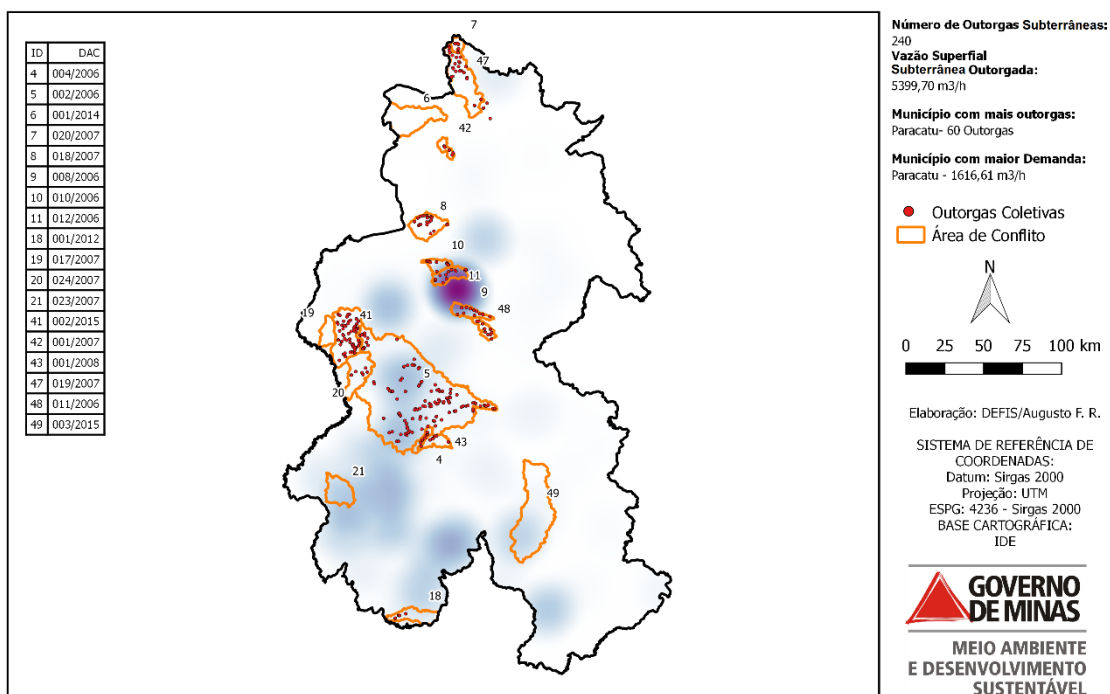 ID DAC
4 004/2006
5 002/2006
6 001/2014
7 020/2007
8 018/2007
9 008/2006
10 010/2006
11 012/2006
18 001/2012
19 017/2007
20 024/2007
21 023/2007
41 002/2015
42 001/2007
43 001/2008
47 019/2007
48 011/2006
49 003/2015
7
47
6
42
8
10
11
9
48
19
41
5
20
43
4
21
49
18
Número de Outorgas Subterrâneas:
240
Vazão Superfial
Subterrânea Outorgada:
5399,70 m3/h
Município com mais outorgas:
Paracatu- 60 Outorgas
Município com maior Demanda:
Paracatu - 1616,61 m3/h
Outorgas Coletivas
Área de Conflito
N
0 25 50 75 100 km
Elaboração: DEFIS/Augusto F. R.
SISTEMA DE REFERÊNCIA DE
COORDENADAS:
Datum: Sirgas 2000
Projeção: UTM
ESPG: 4236 - Sirgas 2000
BASE CARTOGRÁFICA:
IDE
GOVERNO
DE MINAS
MEIO AMBIENTE
E DESENVOLVIMENTO
SUSTENTÁVEL